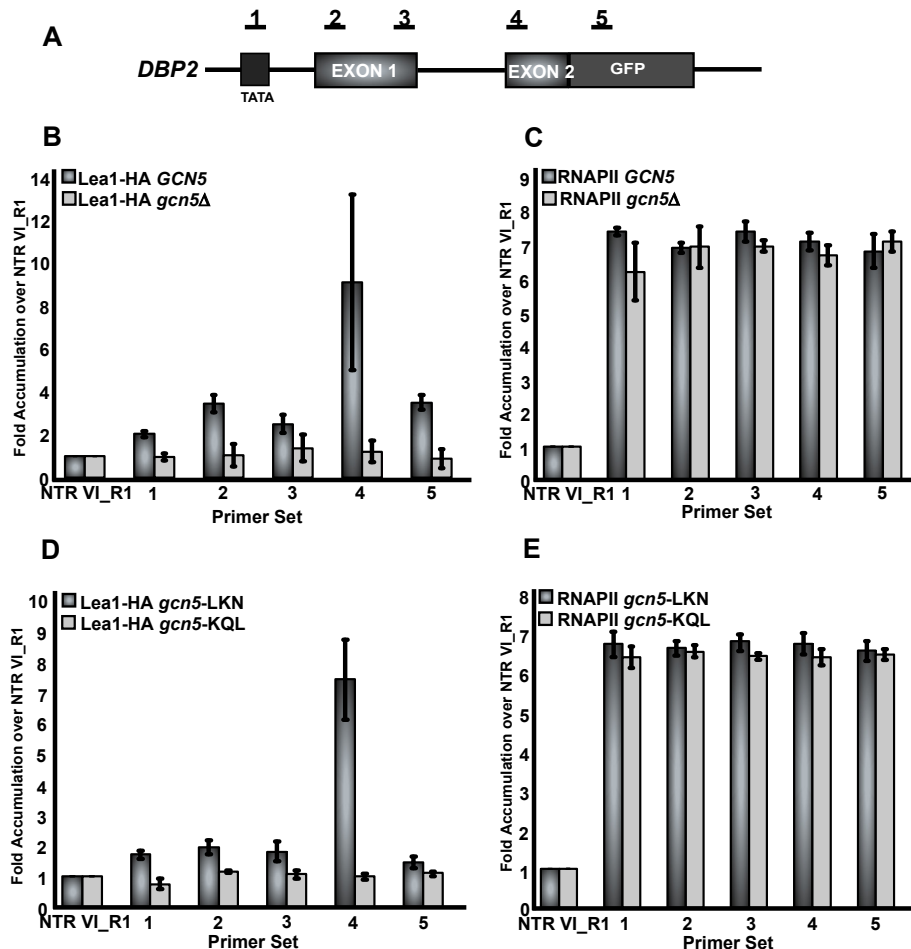 A
1 2 3 4 5
DBP2
EXON 1
EXON 2
GFP
TATA
B
Lea1-HA GCN5
Lea1-HA gcn5Δ
Fold Accumulation over NTR VI_R1
14
12
10
8
6
4
2
0
NTR VI_R1 1 2 3 4 5
Primer Set
C
RNAPII GCN5
RNAPII gcn5Δ
Fold Accumulation over NTR VI_R1
9
8
7
6
5
4
3
2
1
0
NTR VI_R1 1 2 3 4 5
Primer Set
D
Lea1-HA gcn5-LKN
Lea1-HA gcn5-KQL
Fold Accumulation over NTR VI_R1
10
9
8
7
6
5
4
3
2
1
0
NTR VI_R1 1 2 3 4 5
Primer Set
E
RNAPII gcn5-LKN
RNAPII gcn5-KQL
Fold Accumulation over NTR VI_R1
8
7
6
5
4
3
2
1
0
NTR VI_R1 1 2 3 4 5
Primer Set